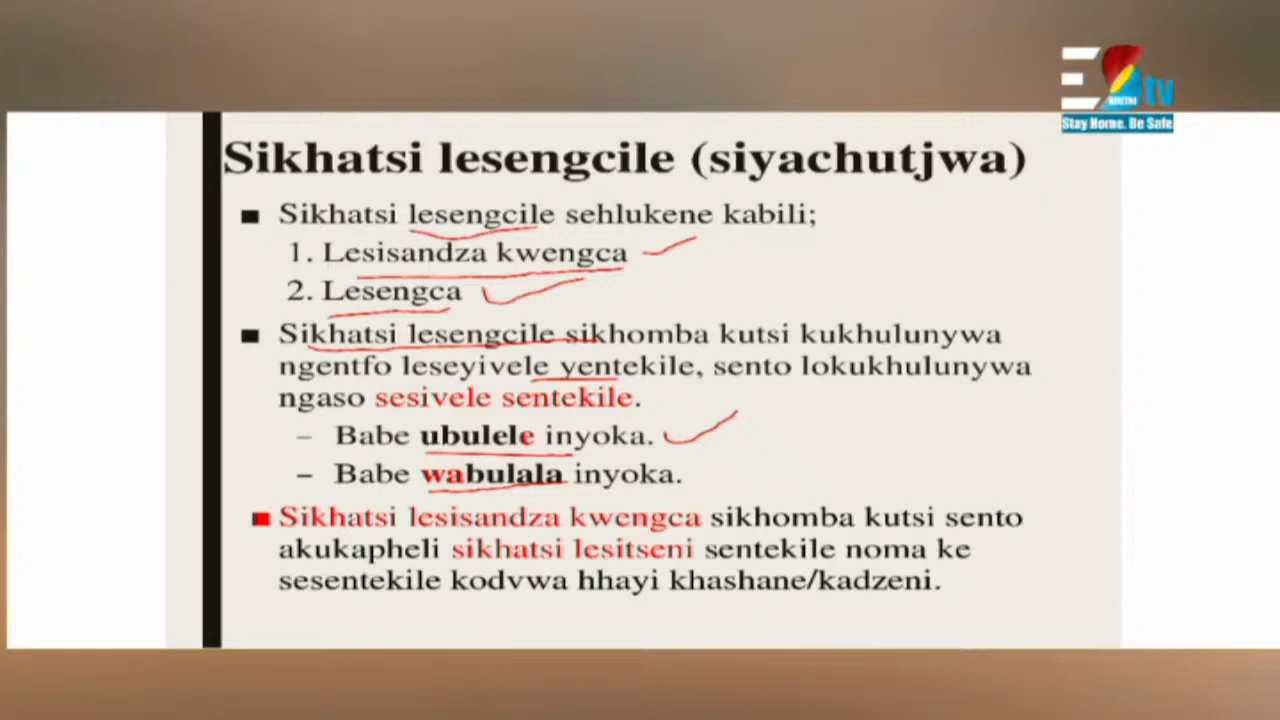 E
tv
Stay Home. Be Safe
Sikhatsi lesengcile (siyachutjwa)
■ Sikhatsi lesengcile sehlukene kabili;
1. Lesisandza kwengca
2. Lesengca
■ Sikhatsi lesengcile sikhomba kutsi kukhulunywa
ngentfo leseyivele yentekile, sento lokukhulunywa
ngaso sesivele sentekile.
– Babe ubulele inyoka.
– Babe wabulala inyoka.
■ Sikhatsi lesisandza kwengca sikhomba kutsi sento
akukapheli sikhatsi lesitseni sentekile noma ke
sesentekile kodvwa hhayi khashane/kadzeni.